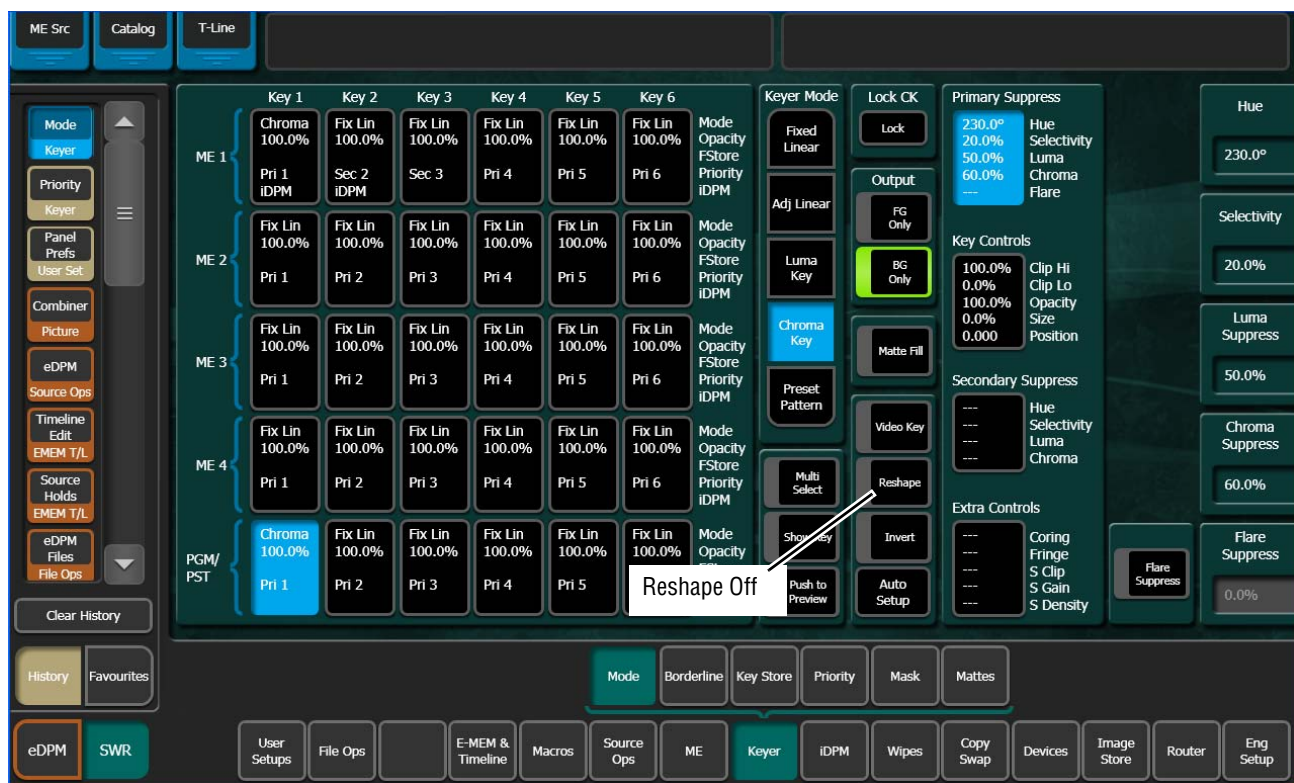 ME Src
Catalog
T-Line
Mode
Keyer
Priority
Keyer
Panel
Prefs
User Set
Combiner
Picture
eDPM
Source Ops
Timeline
Edit
EMEM T/L
Source
Holds
EMEM T/L
eDPM
Files
File Ops
Clear History
History
Favourites
eDPM
SWR
Key 1 Key 2 Key 3 Key 4 Key 5 Key 6
ME 1
Chroma Fix Lin Fix Lin Fix Lin Fix Lin Fix Lin Mode
100.0% 100.0% 100.0% 100.0% 100.0% 100.0% Opacity
FStore
Pri 1 Sec 2 Sec 3 Pri 4 Pri 5 Pri 6 Priority
iDPM iDPM iDPM
ME 2
Fix Lin Fix Lin Fix Lin Fix Lin Fix Lin Fix Lin Mode
100.0% 100.0% 100.0% 100.0% 100.0% 100.0% Opacity
FStore
Pri 1 Pri 2 Pri 3 Pri 4 Pri 5 Pri 6 Priority
iDPM
ME 3
Fix Lin Fix Lin Fix Lin Fix Lin Fix Lin Fix Lin Mode
100.0% 100.0% 100.0% 100.0% 100.0% 100.0% Opacity
FStore
Pri 1 Pri 2 Pri 3 Pri 4 Pri 5 Pri 6 Priority
iDPM
ME 4
Fix Lin Fix Lin Fix Lin Fix Lin Fix Lin Fix Lin Mode
100.0% 100.0% 100.0% 100.0% 100.0% 100.0% Opacity
FStore
Pri 1 Pri 2 Pri 3 Pri 4 Pri 5 Pri 6 Priority
iDPM
PGM/
PST
Chroma Fix Lin Fix Lin Fix Lin Fix Lin Fix Lin Mode
100.0% 100.0% 100.0% 100.0% 100.0% 100.0% Opacity
Pri 1 Pri 2 Pri 3 Pri 4 Pri 5
Reshape Off
Keyer Mode
Fixed
Linear
Adj Linear
Luma
Key
Chroma
Key
Preset
Pattern
Multi
Select
Show Key
Push to
Preview
Lock CK
Lock
Output
FG
Only
BG
Only
Matte Fill
Video Key
Reshape
Invert
Auto
Setup
Primary Suppress
230.0° Hue
20.0% Selectivity
50.0% Luma
60.0% Chroma
--- Flare
Key Controls
100.0% Clip Hi
0.0% Clip Lo
100.0% Opacity
0.0% Size
0.000 Position
Secondary Suppress
--- Hue
--- Selectivity
--- Luma
--- Chroma
Extra Controls
--- Coring
--- Fringe
--- S Clip
--- S Gain
--- S Density
Flare
Suppress
Hue
230.0°
Selectivity
20.0%
Luma
Suppress
50.0%
Chroma
Suppress
60.0%
Flare
Suppress
0.0%
Mode
Borderline
Key Store
Priority
Mask
Mattes
User
Setups
File Ops
E-MEM &
Timeline
Macros
Source
Ops
ME
Keyer
iDPM
Wipes
Copy
Swap
Devices
Image
Store
Router
Eng
Setup